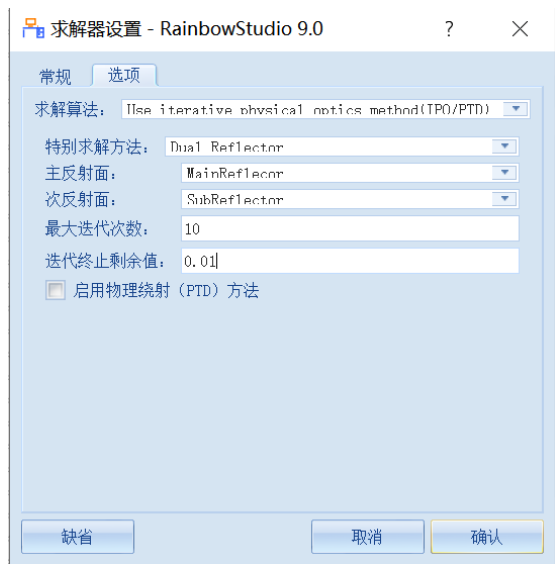 求解器设置 - RainbowStudio 9.0 ?
常规 选项
求解算法: Use iterative physical optics method(IPO/PTD)
特别求解方法: Dual Reflector
主反射面: MainReflecor
次反射面: SubReflector
最大迭代次数: 10
迭代终止剩余值: 0.01
启用物理绕射 (PTD) 方法
缺省 取消 确认